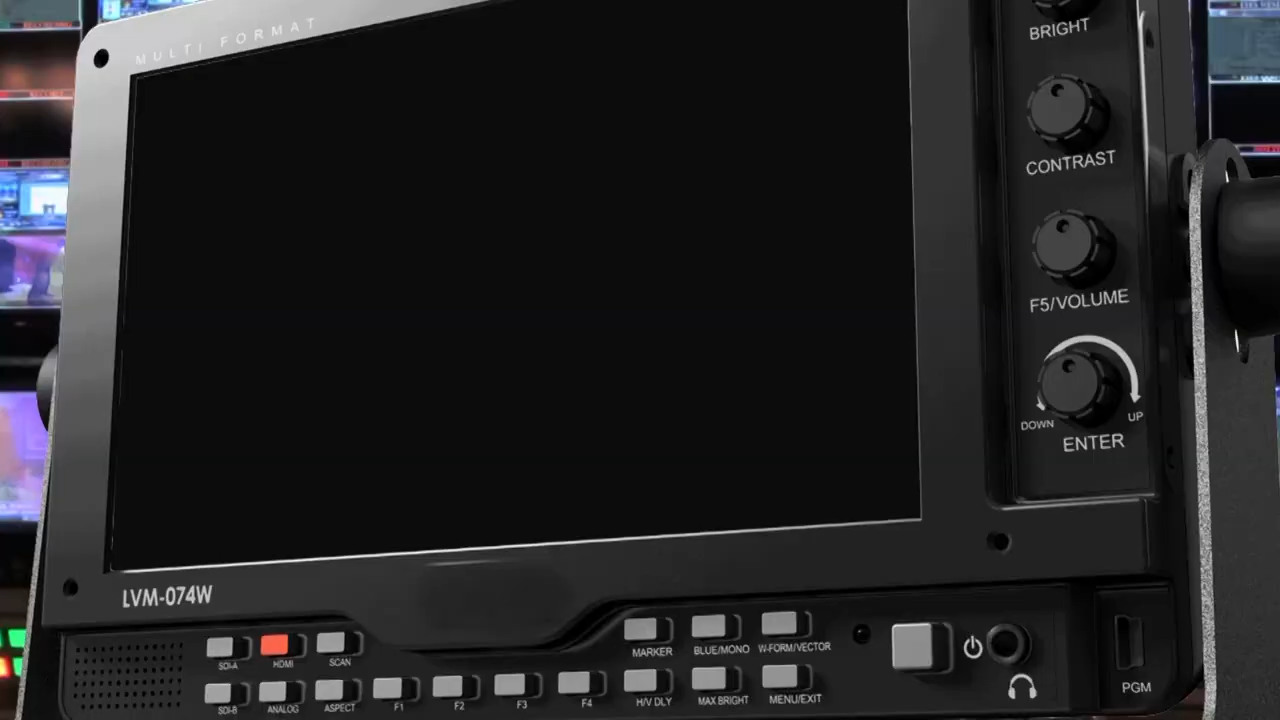 MULTI FORMAT
BRIGHT
CONTRAST
F5/VOLUME
DOWN
UP
ENTER
LVM-074W
SDI-A
HDMI
SCAN
MARKER
BLUE/MONO
W-FORM/VECTOR
SDI-B
ANALOG
ASPECT
F1
F2
F3
F4
H/V DLY
MAX BRIGHT
MENU/EXIT
PGM